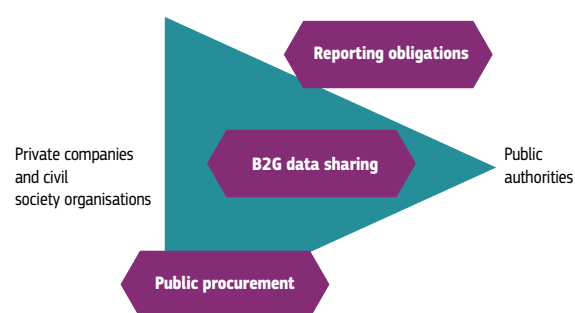 Reporting obligations
B2G data sharing
Private companies
and civil
society organisations
Public
authorities
Public procurement